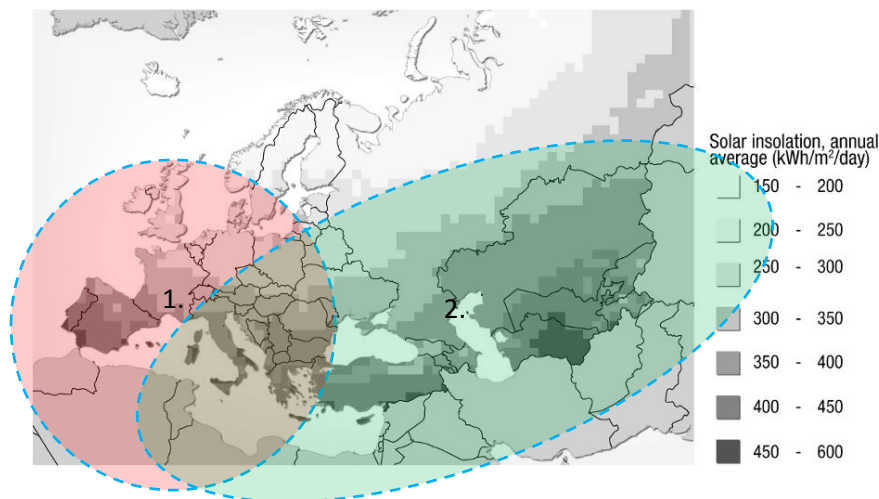 Solar insolation, annual
average (kWh/m²/day)
150 - 200
200 - 250
250 - 300
300 - 350
350 - 400
400 - 450
450 - 600
1.
2.